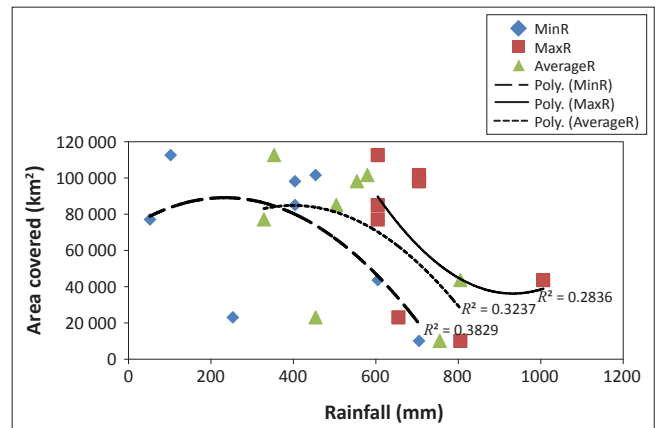 MinR
MaxR
AverageR
Poly. (MinR)
Poly. (MaxR)
Poly. (AverageR)
120 000
100 000
80 000
60 000
40 000
20 000
0
Area covered (km²)
R² = 0.2836
R² = 0.3237
R² = 0.3829
0 200 400 600 800 1000 1200
Rainfall (mm)